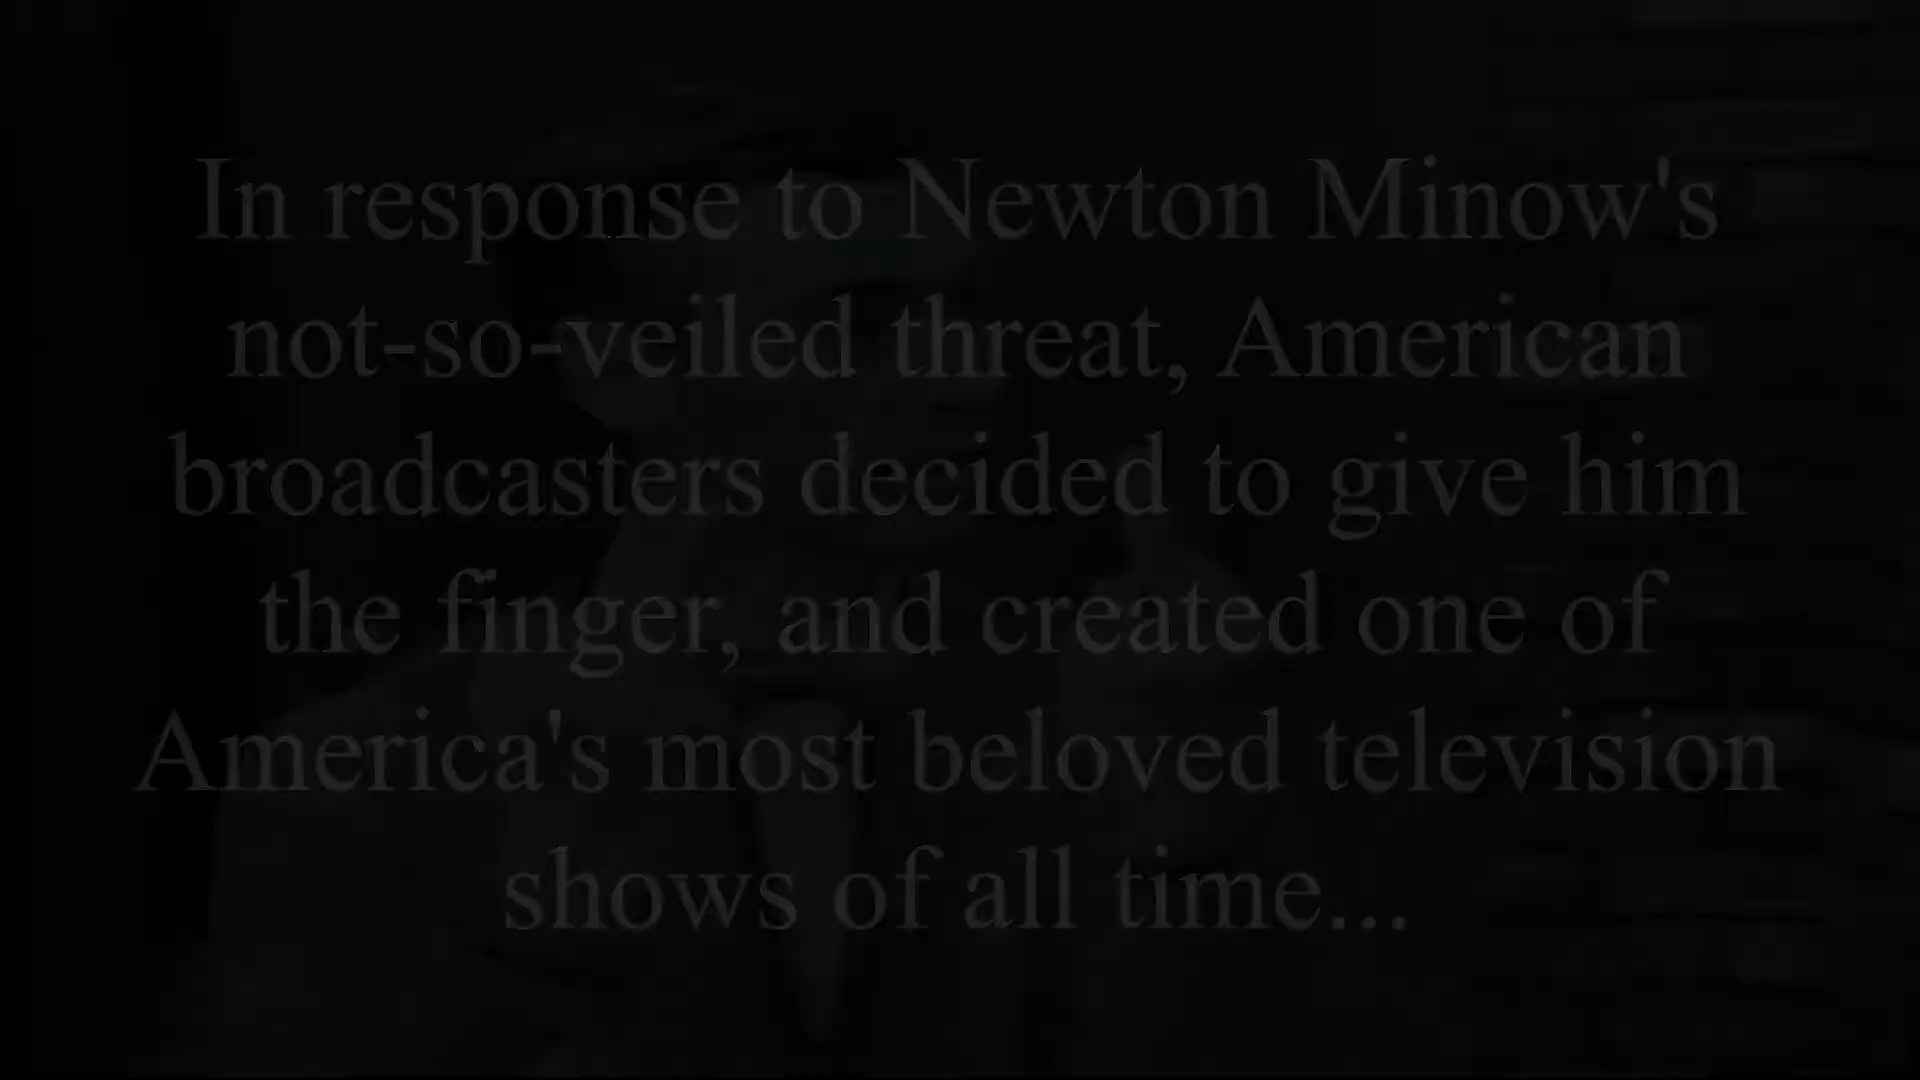 In response to Newton Minow's
not-so-veiled threat, American
broadcasters decided to give him
the finger, and created one of
America's most beloved television
shows of all time...